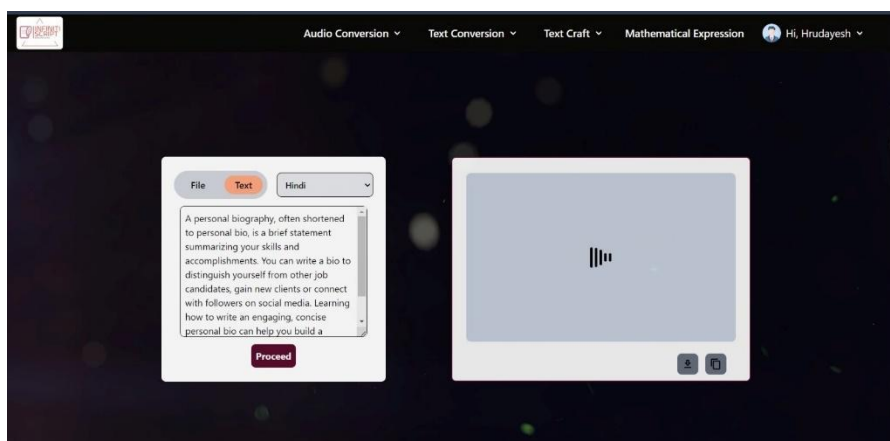 Audio Conversion Text Conversion Text Craft Mathematical Expression Hi, Hrudayesh
File Text Hindi
A personal biography, often shortened
to personal bio, is a brief statement
summarizing your skills and
accomplishments. You can write a bio to
distinguish yourself from other job
candidates, gain new clients or connect
with followers on social media. Learning
how to write an engaging, concise
personal bio can help you build a
Proceed